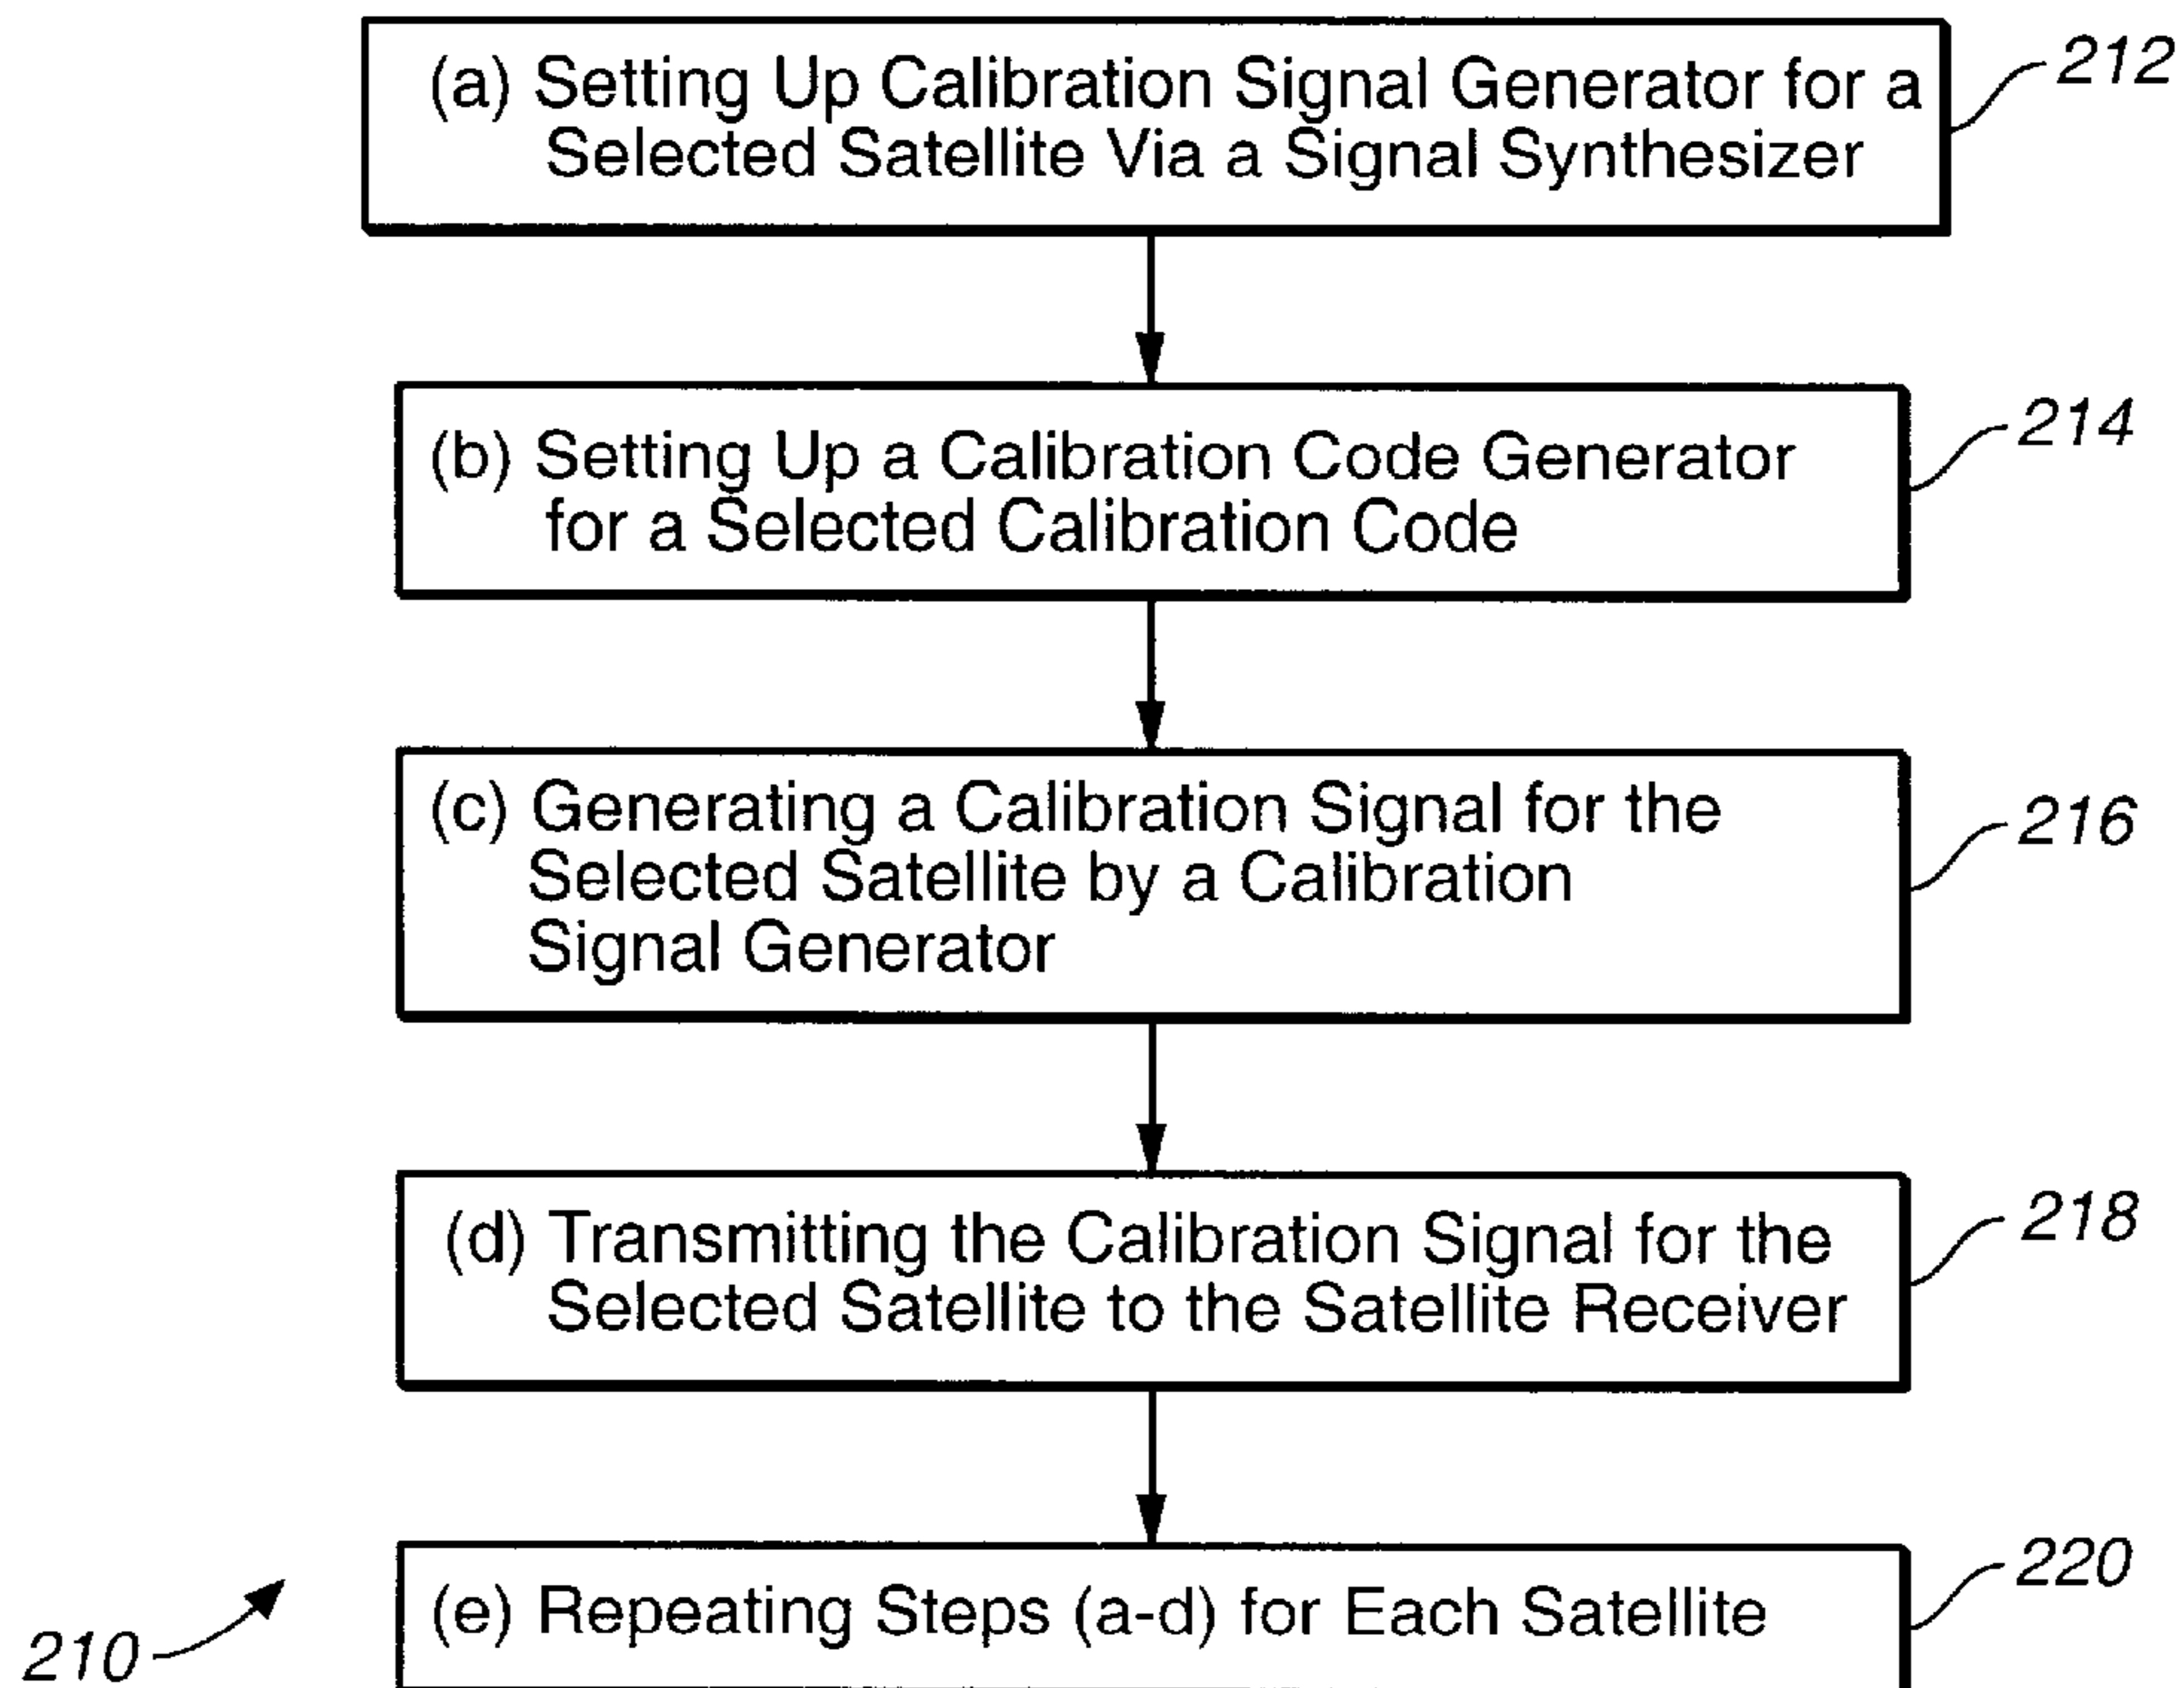 (a) Setting Up Calibration Signal Generator for a
Selected Satellite Via a Signal Synthesizer
212
(b) Setting Up a Calibration Code Generator
for a Selected Calibration Code
214
(c) Generating a Calibration Signal for the
Selected Satellite by a Calibration
Signal Generator
216
(d) Transmitting the Calibration Signal for the
Selected Satellite to the Satellite Receiver
218
(e) Repeating Steps (a-d) for Each Satellite
220
210